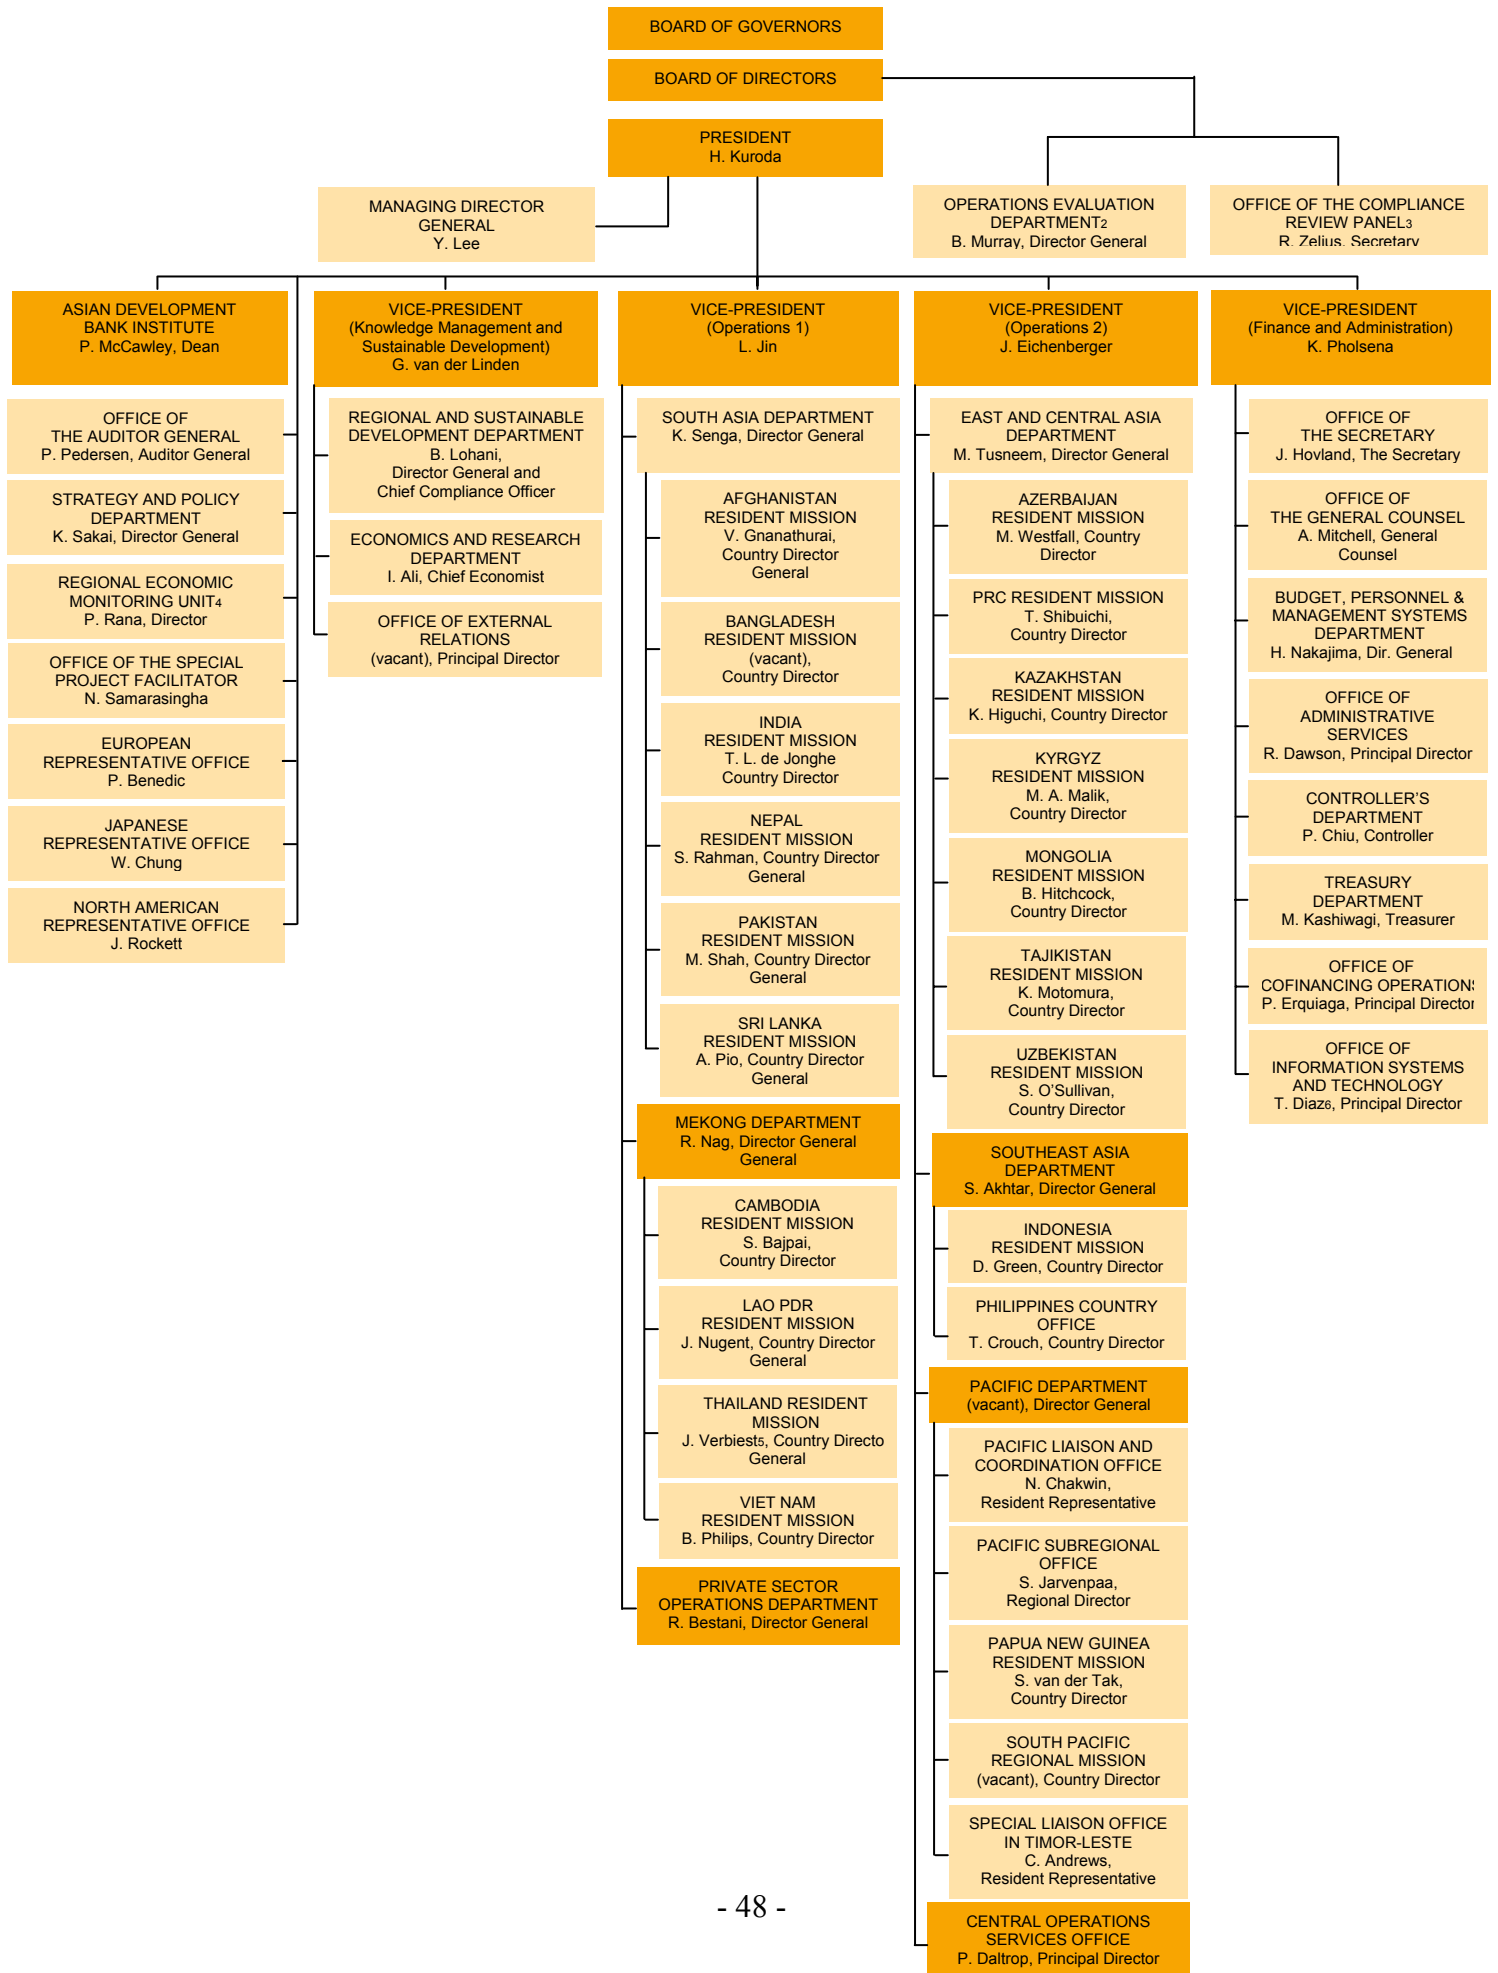 BOARD OF GOVERNORS
BOARD OF DIRECTORS
PRESIDENT
H. Kuroda
MANAGING DIRECTOR
GENERAL
Y. Lee
OPERATIONS EVALUATION
DEPARTMENT2
B. Murray, Director General
OFFICE OF THE COMPLIANCE
REVIEW PANEL3
R. Zelius, Secretary
ASIAN DEVELOPMENT
BANK INSTITUTE
P. McCawley, Dean
OFFICE OF
THE AUDITOR GENERAL
P. Pedersen, Auditor General
STRATEGY AND POLICY
DEPARTMENT
K. Sakai, Director General
REGIONAL ECONOMIC
MONITORING UNIT4
P. Rana, Director
OFFICE OF THE SPECIAL
PROJECT FACILITATOR
N. Samarasingha
EUROPEAN
REPRESENTATIVE OFFICE
P. Benedic
JAPANESE
REPRESENTATIVE OFFICE
W. Chung
NORTH AMERICAN
REPRESENTATIVE OFFICE
J. Rockett
VICE-PRESIDENT
(Knowledge Management and
Sustainable Development)
G. van der Linden
REGIONAL AND SUSTAINABLE
DEVELOPMENT DEPARTMENT
B. Lohani,
Director General and
Chief Compliance Officer
ECONOMICS AND RESEARCH
DEPARTMENT
I. Ali, Chief Economist
OFFICE OF EXTERNAL
RELATIONS
(vacant), Principal Director
VICE-PRESIDENT
(Operations 1)
L. Jin
SOUTH ASIA DEPARTMENT
K. Senga, Director General
AFGHANISTAN
RESIDENT MISSION
V. Gnanathurai,
Country Director
General
BANGLADESH
RESIDENT MISSION
(vacant),
Country Director
INDIA
RESIDENT MISSION
T. L. de Jonghe
Country Director
NEPAL
RESIDENT MISSION
S. Rahman, Country Director
General
PAKISTAN
RESIDENT MISSION
M. Shah, Country Director
General
SRI LANKA
RESIDENT MISSION
A. Pio, Country Director
General
MEKONG DEPARTMENT
R. Nag, Director General
General
CAMBODIA
RESIDENT MISSION
S. Bajpai,
Country Director
LAO PDR
RESIDENT MISSION
J. Nugent, Country Director
General
THAILAND RESIDENT
MISSION
J. Verbiest5, Country Directo
General
VIET NAM
RESIDENT MISSION
B. Philips, Country Director
PRIVATE SECTOR
OPERATIONS DEPARTMENT
R. Bestani, Director General
VICE-PRESIDENT
(Operations 2)
J. Eichenberger
EAST AND CENTRAL ASIA
DEPARTMENT
M. Tusneem, Director General
AZERBAIJAN
RESIDENT MISSION
M. Westfall, Country
Director
PRC RESIDENT MISSION
T. Shibuichi,
Country Director
KAZAKHSTAN
RESIDENT MISSION
K. Higuchi, Country Director
KYRGYZ
RESIDENT MISSION
M. A. Malik,
Country Director
MONGOLIA
RESIDENT MISSION
B. Hitchcock,
Country Director
TAJIKISTAN
RESIDENT MISSION
K. Motomura,
Country Director
UZBEKISTAN
RESIDENT MISSION
S. O’Sullivan,
Country Director
SOUTHEAST ASIA
DEPARTMENT
S. Akhtar, Director General
INDONESIA
RESIDENT MISSION
D. Green, Country Director
PHILIPPINES COUNTRY
OFFICE
T. Crouch, Country Director
PACIFIC DEPARTMENT
(vacant), Director General
PACIFIC LIAISON AND
COORDINATION OFFICE
N. Chakwin,
Resident Representative
PACIFIC SUBREGIONAL
OFFICE
S. Jarvenpaa,
Regional Director
PAPUA NEW GUINEA
RESIDENT MISSION
S. van der Tak,
Country Director
SOUTH PACIFIC
REGIONAL MISSION
(vacant), Country Director
SPECIAL LIAISON OFFICE
IN TIMOR-LESTE
C. Andrews,
Resident Representative
CENTRAL OPERATIONS
SERVICES OFFICE
P. Daltrop, Principal Director
VICE-PRESIDENT
(Finance and Administration)
K. Pholsena
OFFICE OF
THE SECRETARY
J. Hovland, The Secretary
OFFICE OF
THE GENERAL COUNSEL
A. Mitchell, General
Counsel
BUDGET, PERSONNEL &
MANAGEMENT SYSTEMS
DEPARTMENT
H. Nakajima, Dir. General
OFFICE OF
ADMINISTRATIVE
SERVICES
R. Dawson, Principal Director
CONTROLLER’S
DEPARTMENT
P. Chiu, Controller
TREASURY
DEPARTMENT
M. Kashiwagi, Treasurer
OFFICE OF
COFINANCING OPERATIONS
P. Erquiaga, Principal Director
OFFICE OF
INFORMATION SYSTEMS
AND TECHNOLOGY
T. Diaz6, Principal Director
- 48 -